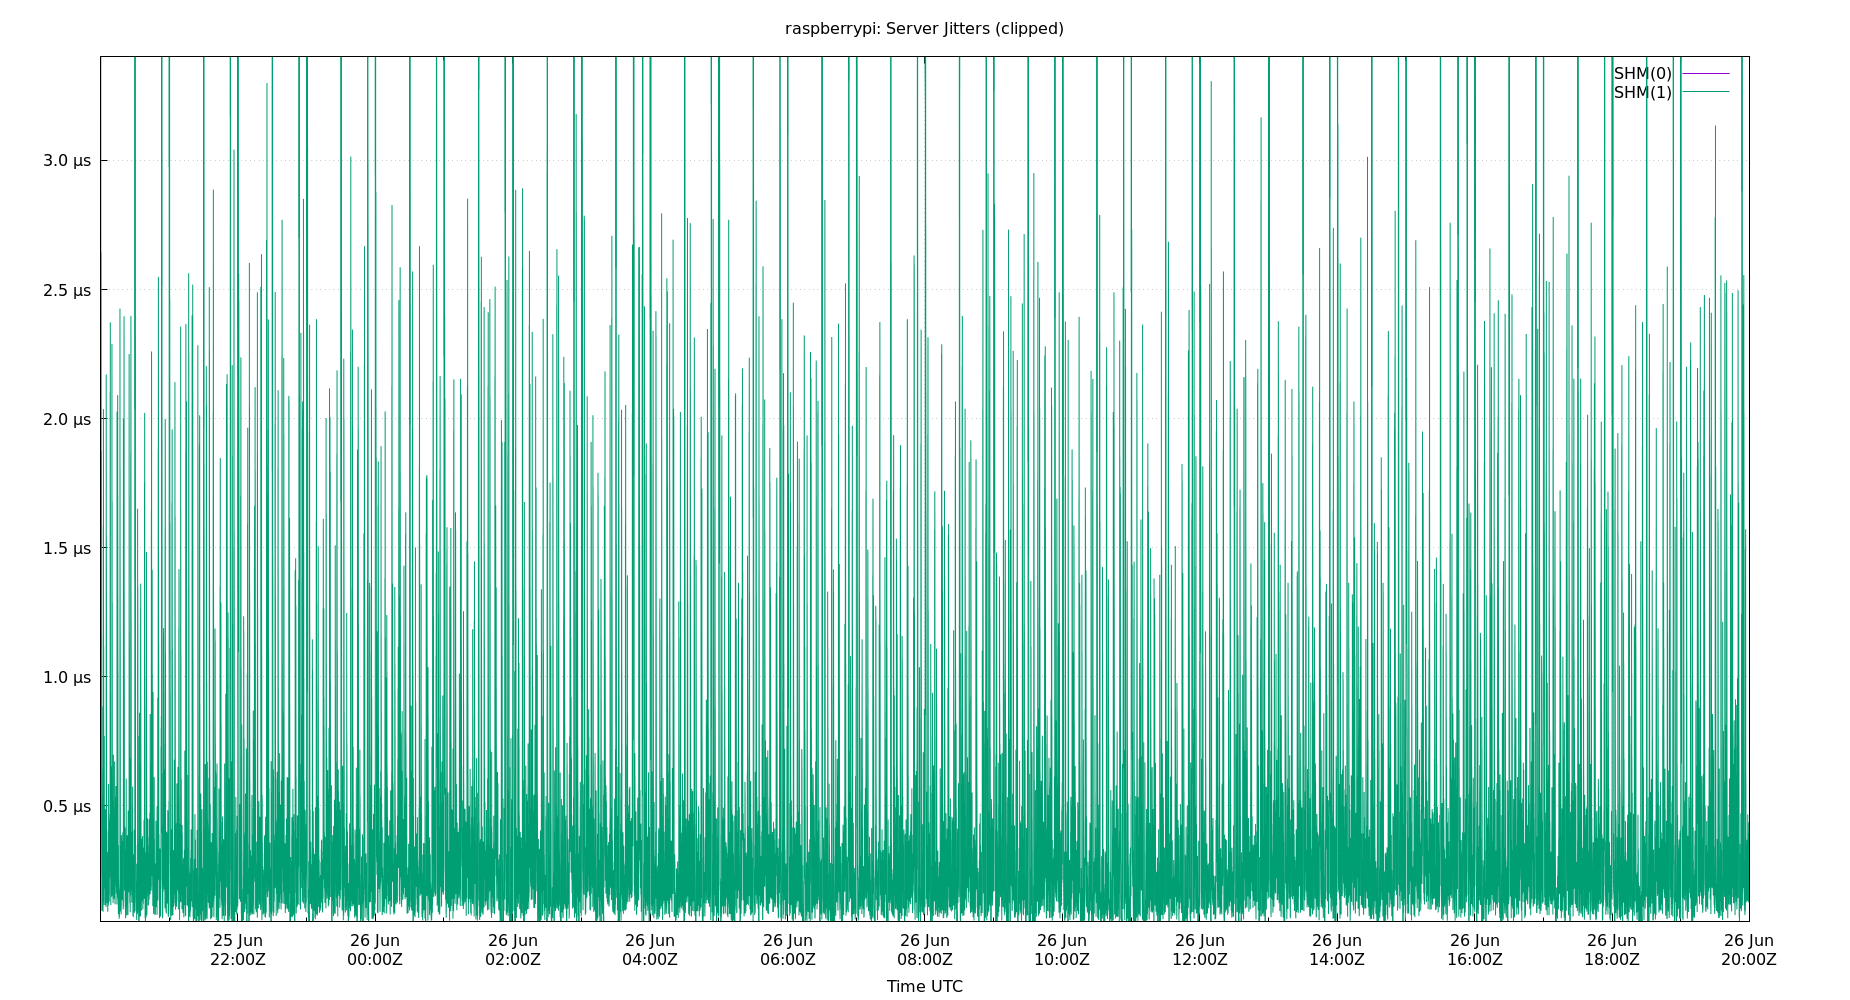 raspberrypi: Server Jitters (clipped)
SHM(0)
SHM(1)
3.0 µs
2.5 µs
2.0 µs
1.5 µs
1.0 µs
0.5 µs
25 Jun 26 Jun 26 Jun 26 Jun 26 Jun 26 Jun 26 Jun 26 Jun 26 Jun 26 Jun 26 Jun 26 Jun
22:00Z 00:00Z 02:00Z 04:00Z 06:00Z 08:00Z 10:00Z 12:00Z 14:00Z 16:00Z 18:00Z 20:00Z
Time UTC